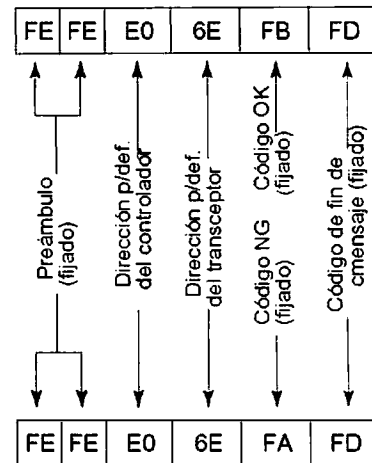 FE FE E0 6E FB FD
Preámbulo
(fijado)
Dirección p/def.
del controlador
Dirección p/def.
del transceptor
Código OK
(fijado)
Código NG
(fijado)
Código de fin de
cmensaje (fijado)
FE FE E0 6E FA FD